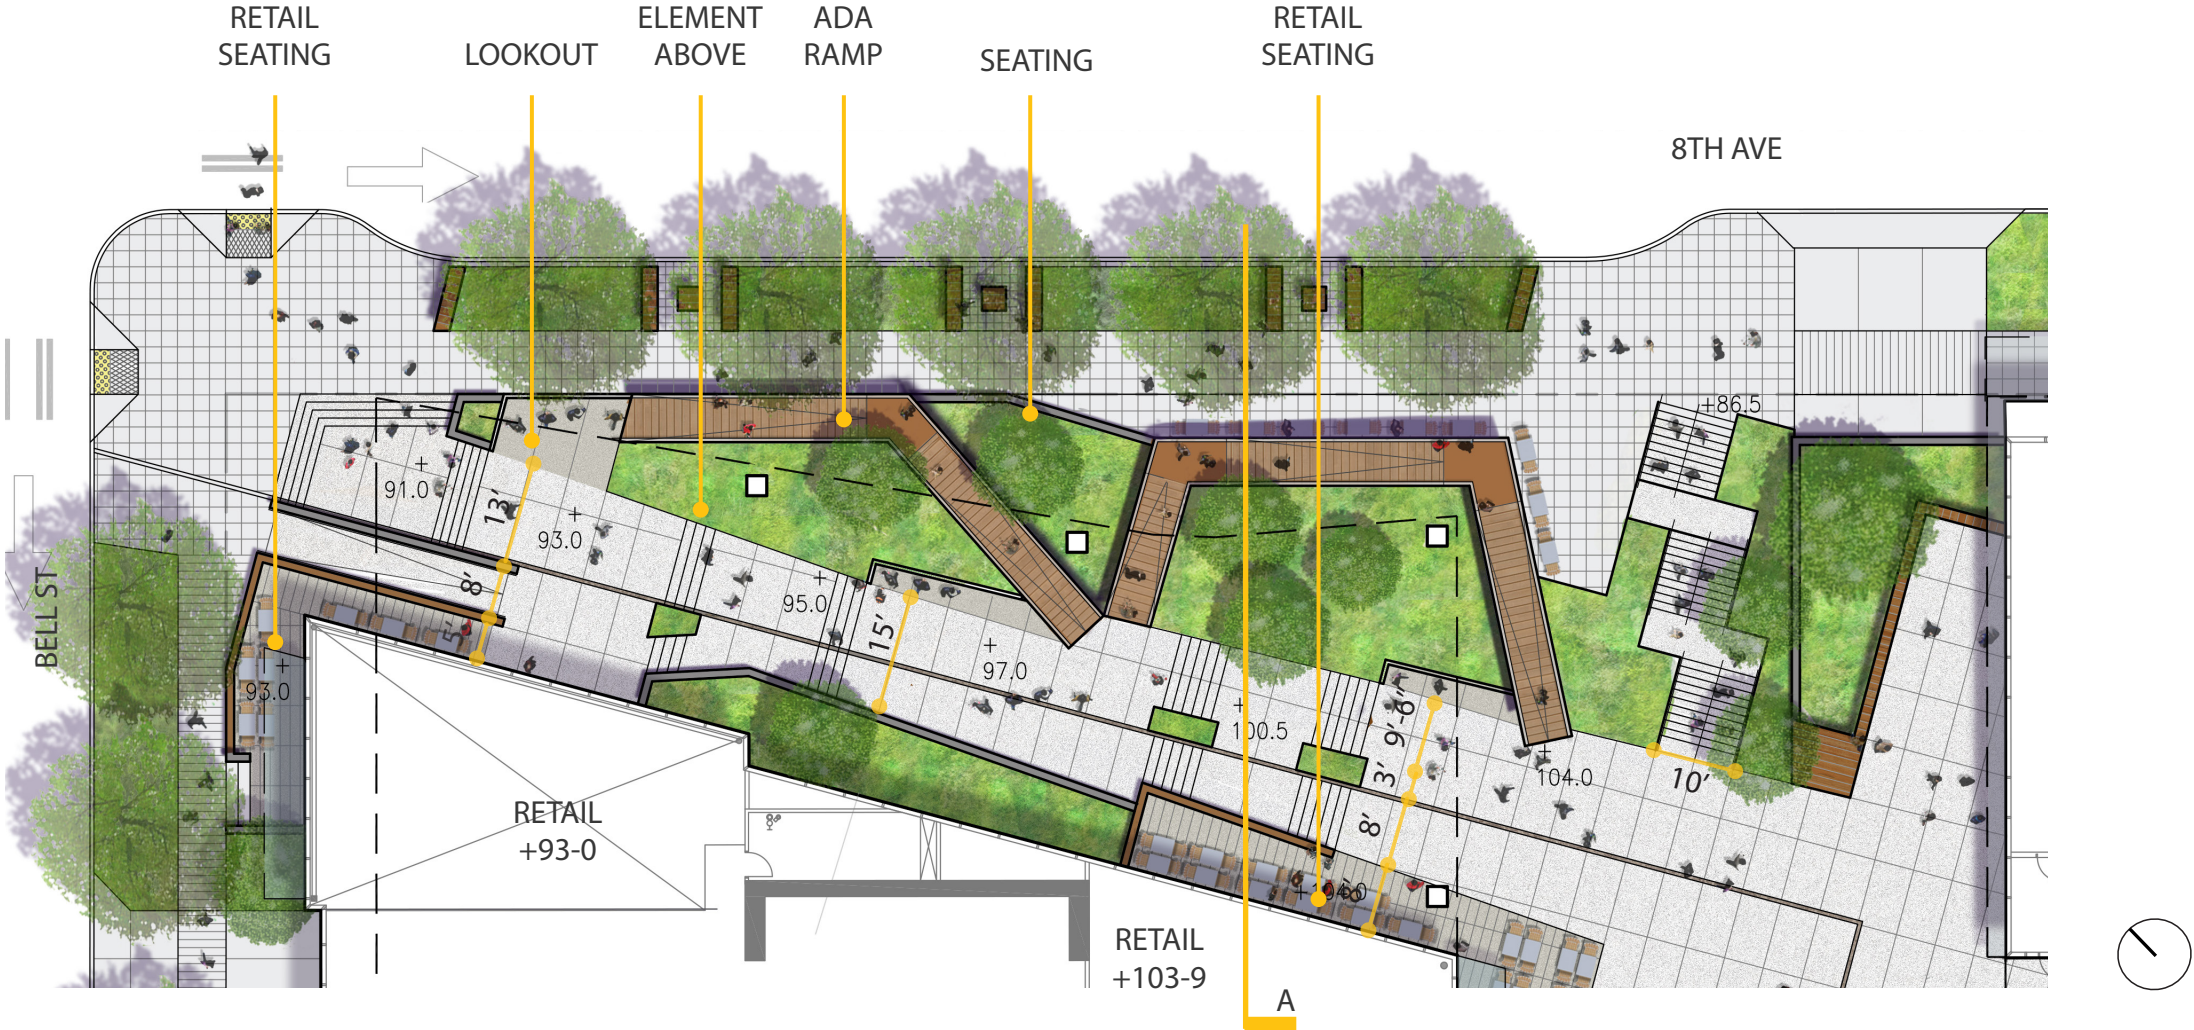 RETAIL
SEATING
LOOKOUT
ELEMENT
ABOVE
ADA
RAMP
SEATING
RETAIL
SEATING
8TH AVE
+86.5
91.0
13'
93.0
8'
5'
95.0
15'
97.0
93.0
100.5
9'-6"
3'
8'
104.0
10'
BELL ST
RETAIL
+93-0
RETAIL
+103-9
A